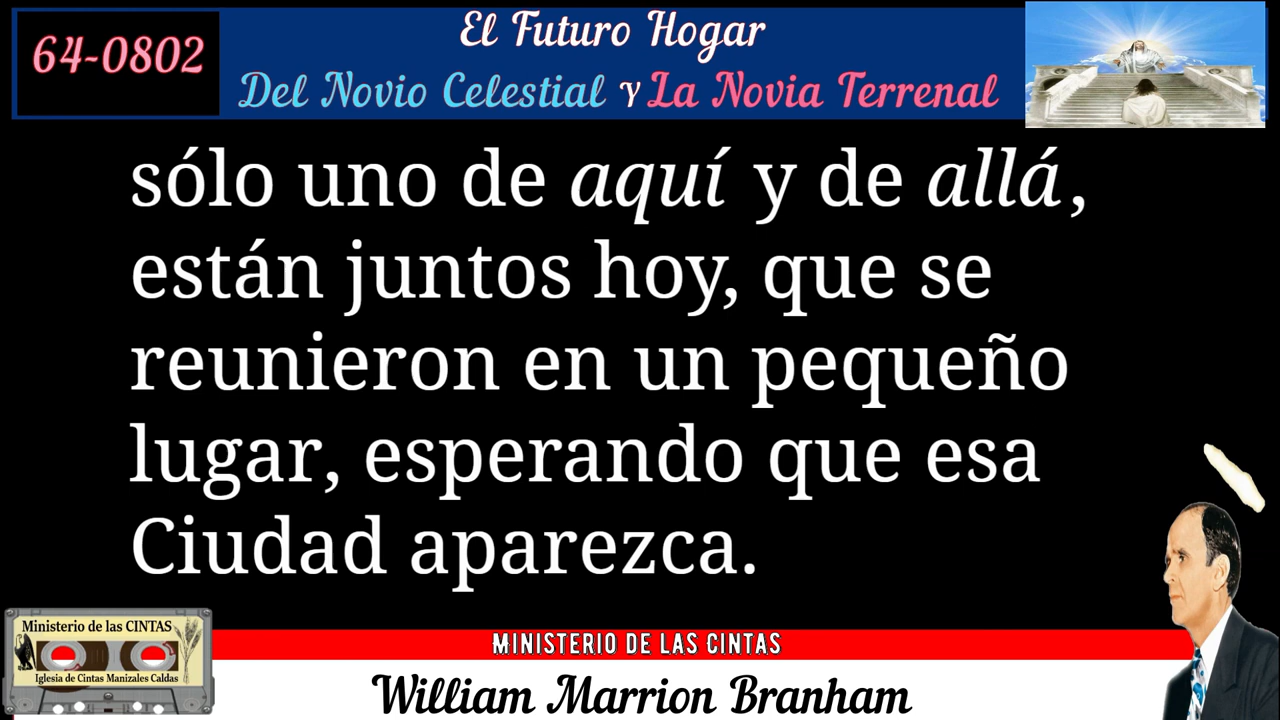 64-0802
El Futuro Hogar
Del Novio Celestial Y La Novia Terrenal
sólo uno de aquí y de allá,
están juntos hoy, que se
reunieron en un pequeño
lugar, esperando que esa
Ciudad aparezca.
Ministerio de las CINTAS
Iglesia de Cintas Manizales Caldas
MINISTERIO DE LAS CINTAS
William Marrion Branham